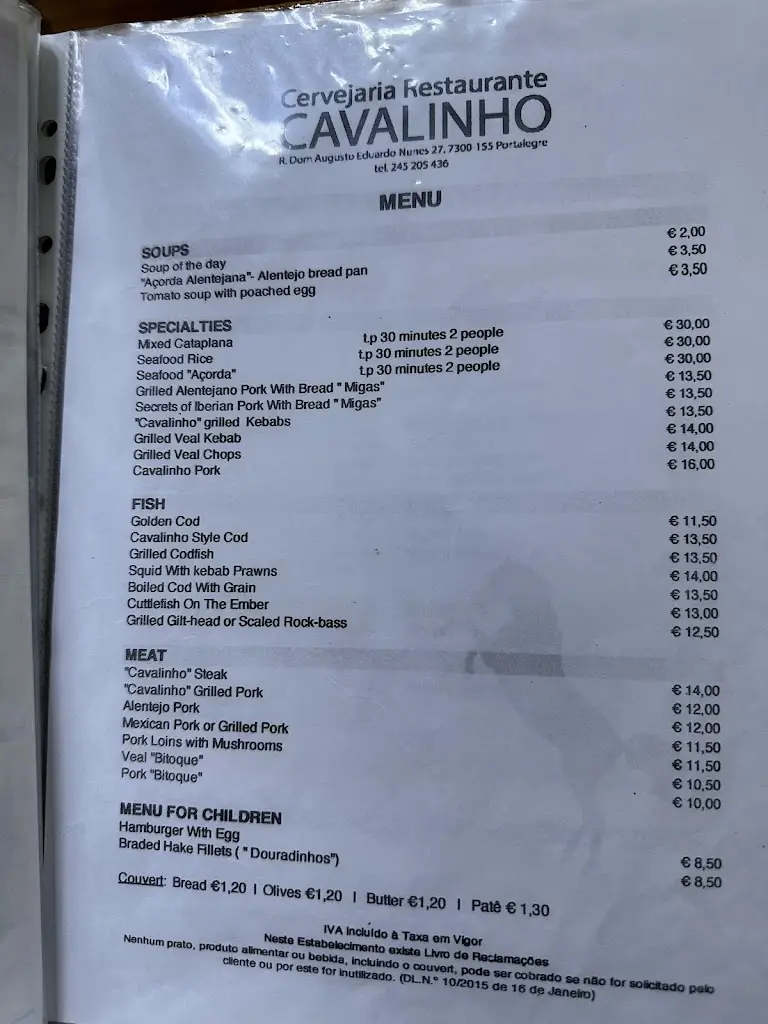 Cervejaria Restaurante
CAVALINHO
R. Dom Augusto Eduardo Nunes 27, 7300 155 Portalegre
tel. 245 205 436
MENU
SOUPS
Soup of the day € 2,00
"Açorda Alentejana"- Alentejo bread pan € 3,50
Tomato soup with poached egg € 3,50
SPECIALTIES
Mixed Cataplana t.p 30 minutes 2 people € 30,00
Seafood Rice t.p 30 minutes 2 people € 30,00
Seafood "Açorda" t.p 30 minutes 2 people € 30,00
Grilled Alentejano Pork With Bread " Migas" € 13,50
Secrets of Iberian Pork With Bread " Migas" € 13,50
"Cavalinho" grilled Kebabs € 13,50
Grilled Veal Kebab € 14,00
Grilled Veal Chops € 14,00
Cavalinho Pork € 16,00
FISH
Golden Cod € 11,50
Cavalinho Style Cod € 13,50
Grilled Codfish € 13,50
Squid With kebab Prawns € 14,00
Boiled Cod With Grain € 13,50
Cuttlefish On The Ember € 13,00
Grilled Gilt-head or Scaled Rock-bass € 12,50
MEAT
"Cavalinho" Steak € 14,00
"Cavalinho" Grilled Pork € 12,00
Alentejo Pork € 12,00
Mexican Pork or Grilled Pork € 11,50
Pork Loins with Mushrooms € 11,50
Veal "Bitoque" € 10,50
Pork "Bitoque" € 10,00
MENU FOR CHILDREN
Hamburger With Egg € 8,50
Braded Hake Fillets ( " Douradinhos") € 8,50
Couvert: Bread €1,20 | Olives €1,20 | Butter €1,20 | Patê € 1,30
IVA Incluído à Taxa em Vigor
Neste Estabelecimento existe Livro de Reclamações
Nenhum prato, produto alimentar ou bebida, incluindo o couvert, pode ser cobrado se não for solicitado pelo
cliente ou por este for inutilizado. (DL.N.º 10/2015 de 16 de Janeiro)